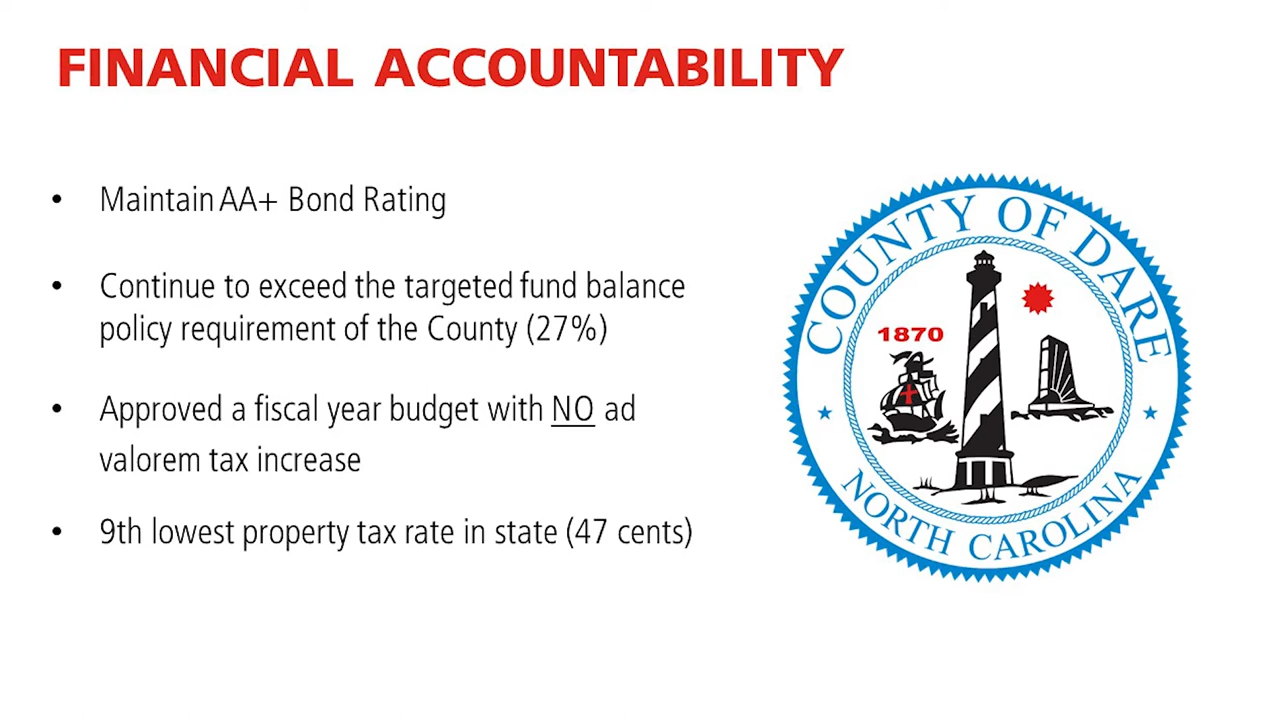 FINANCIAL ACCOUNTABILITY
• Maintain AA+ Bond Rating
• Continue to exceed the targeted fund balance
policy requirement of the County (27%)
• Approved a fiscal year budget with NO ad
valorem tax increase
• 9th lowest property tax rate in state (47 cents)
COUNTY OF DARE
1870
NORTH CAROLINA